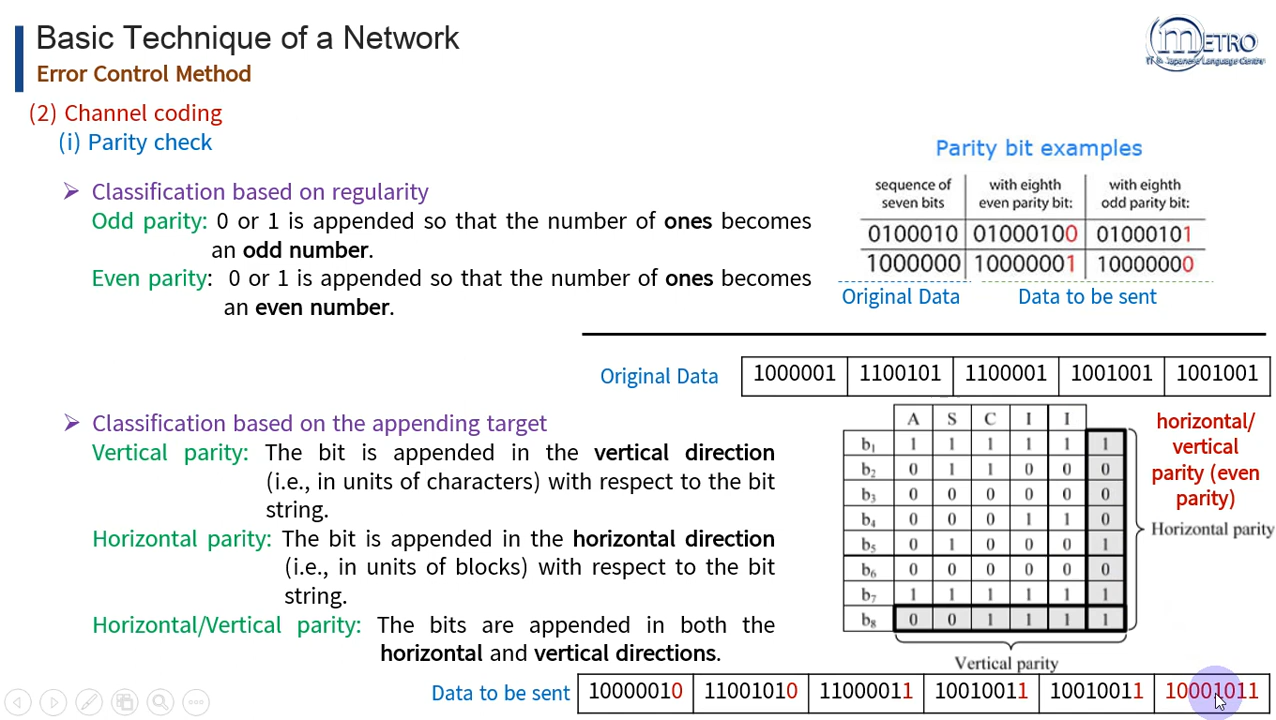 Basic Technique of a Network
Error Control Method
METRO
IT & Japanese Language Centre
(2) Channel coding
(i) Parity check
➢ Classification based on regularity
Odd parity: 0 or 1 is appended so that the number of ones becomes
an odd number.
Even parity: 0 or 1 is appended so that the number of ones becomes
an even number.
Parity bit examples
sequence of seven bits | with eighth even parity bit: | with eighth odd parity bit:
0100010 | 01000100 | 01000101
1000000 | 10000001 | 10000000
Original Data Data to be sent
Original Data 1000001 1100101 1100001 1001001 1001001
➢ Classification based on the appending target
Vertical parity: The bit is appended in the vertical direction
(i.e., in units of characters) with respect to the bit
string.
Horizontal parity: The bit is appended in the horizontal direction
(i.e., in units of blocks) with respect to the bit
string.
Horizontal/Vertical parity: The bits are appended in both the
horizontal and vertical directions.
A S C I I
b1 1 1 1 1 1 1
b2 0 1 1 0 0 0
b3 0 0 0 0 0 0
b4 0 0 0 1 1 0
b5 0 1 0 0 0 1
b6 0 0 0 0 0 0
b7 1 1 1 1 1 1
b8 0 0 1 1 1 1
horizontal/
vertical
parity (even
parity)
Horizontal parity
Vertical parity
Data to be sent 10000010 11001010 11000011 10010011 10010011 10001011